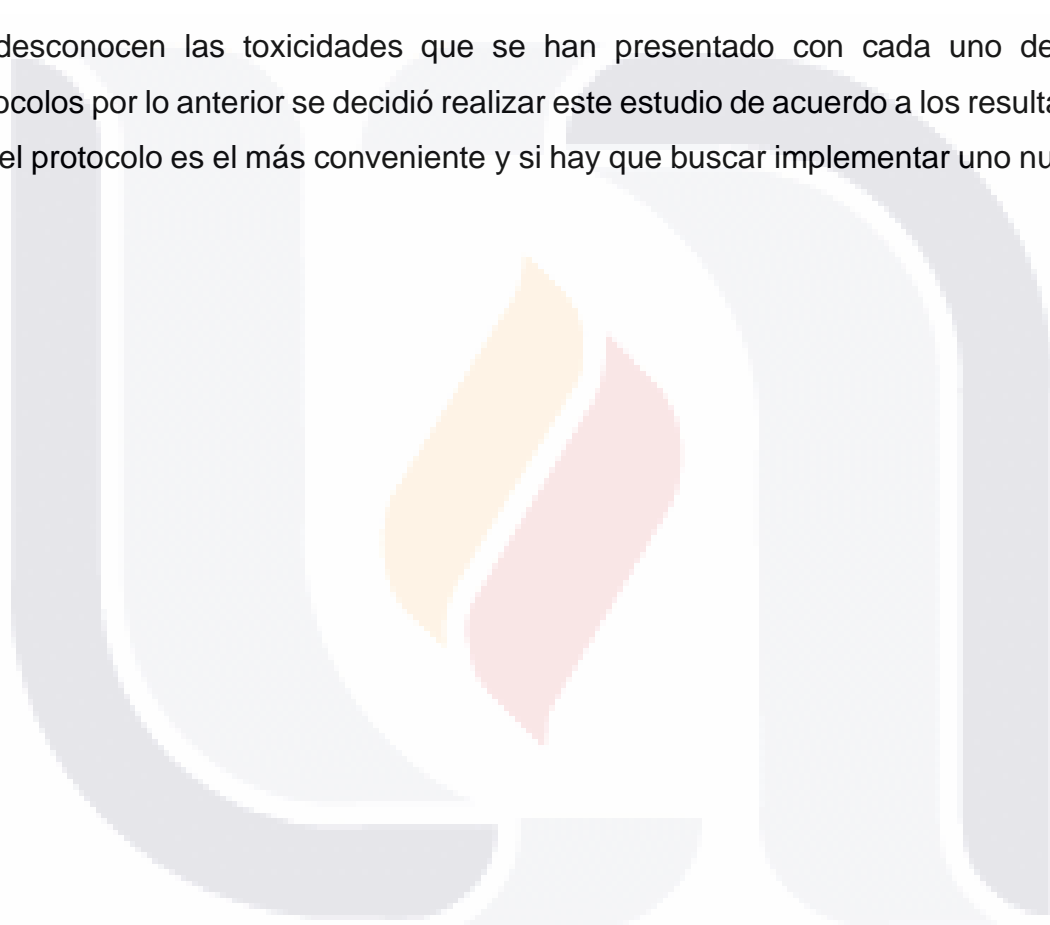 desconocen las toxicidades que se han presentado con cada uno de
ocolos por lo anterior se decidió realizar este estudio de acuerdo a los result
el protocolo es el más conveniente y si hay que buscar implementar uno nu